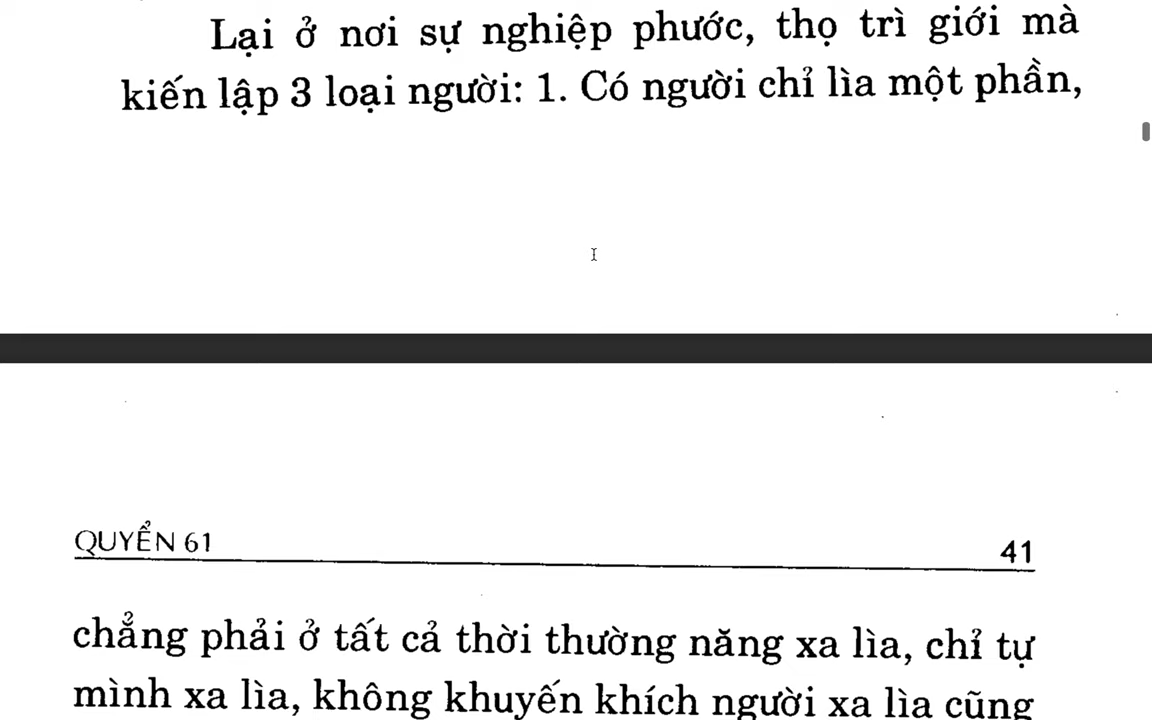 Lại ở nơi sự nghiệp phước, thọ trì giới mà
kiến lập 3 loại người: 1. Có người chỉ lìa một phần,
QUYỂN 61
41
chẳng phải ở tất cả thời thường năng xa lìa, chỉ tự
mình xa lìa, không khuyến khích người xa lìa cũng